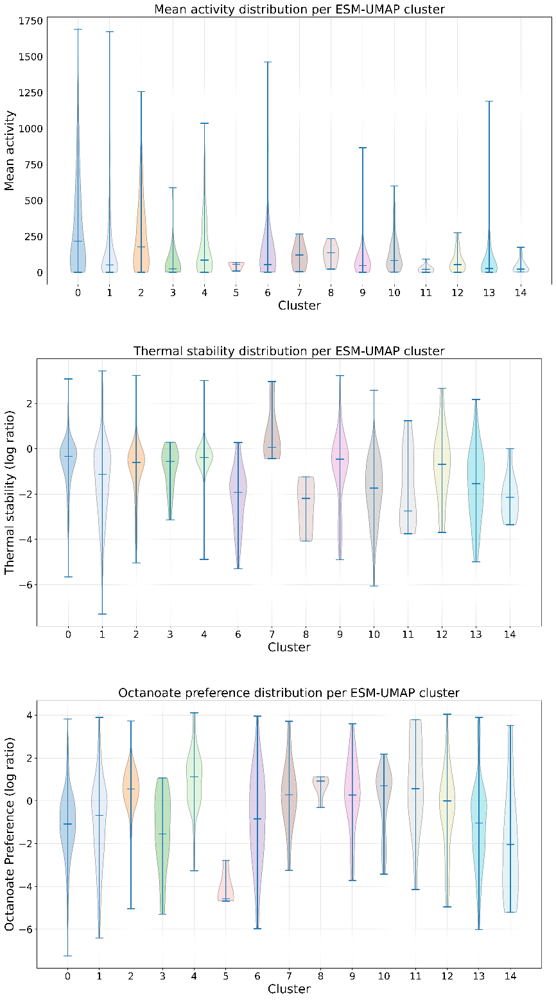 Mean activity distribution per ESM-UMAP cluster
1750
1500
1250
1000
750
500
250
0
Mean activity
0 1 2 3 4 5 6 7 8 9 10 11 12 13 14
Cluster
Thermal stability distribution per ESM-UMAP cluster
2
0
−2
−4
−6
Thermal stability (log ratio)
0 1 2 3 4 6 7 8 9 10 11 12 13 14
Cluster
Octanoate preference distribution per ESM-UMAP cluster
4
2
0
−2
−4
−6
Octanoate Preference (log ratio)
0 1 2 3 4 5 6 7 8 9 10 11 12 13 14
Cluster